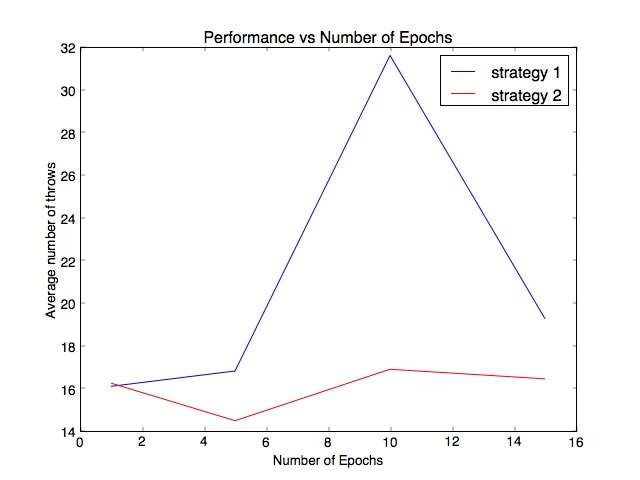 Performance vs Number of Epochs
32
30
28
26
24
22
20
18
16
14
Average number of throws
strategy 1
strategy 2
0 2 4 6 8 10 12 14 16
Number of Epochs